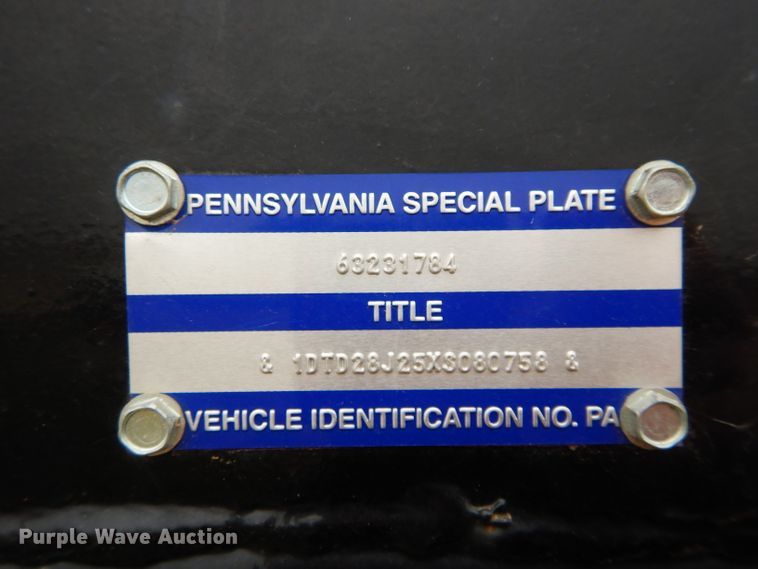 PENNSYLVANIA SPECIAL PLATE
63231784
TITLE
& 1DTD28J25XS080758 &
VEHICLE IDENTIFICATION NO. PA
Purple Wave Auction